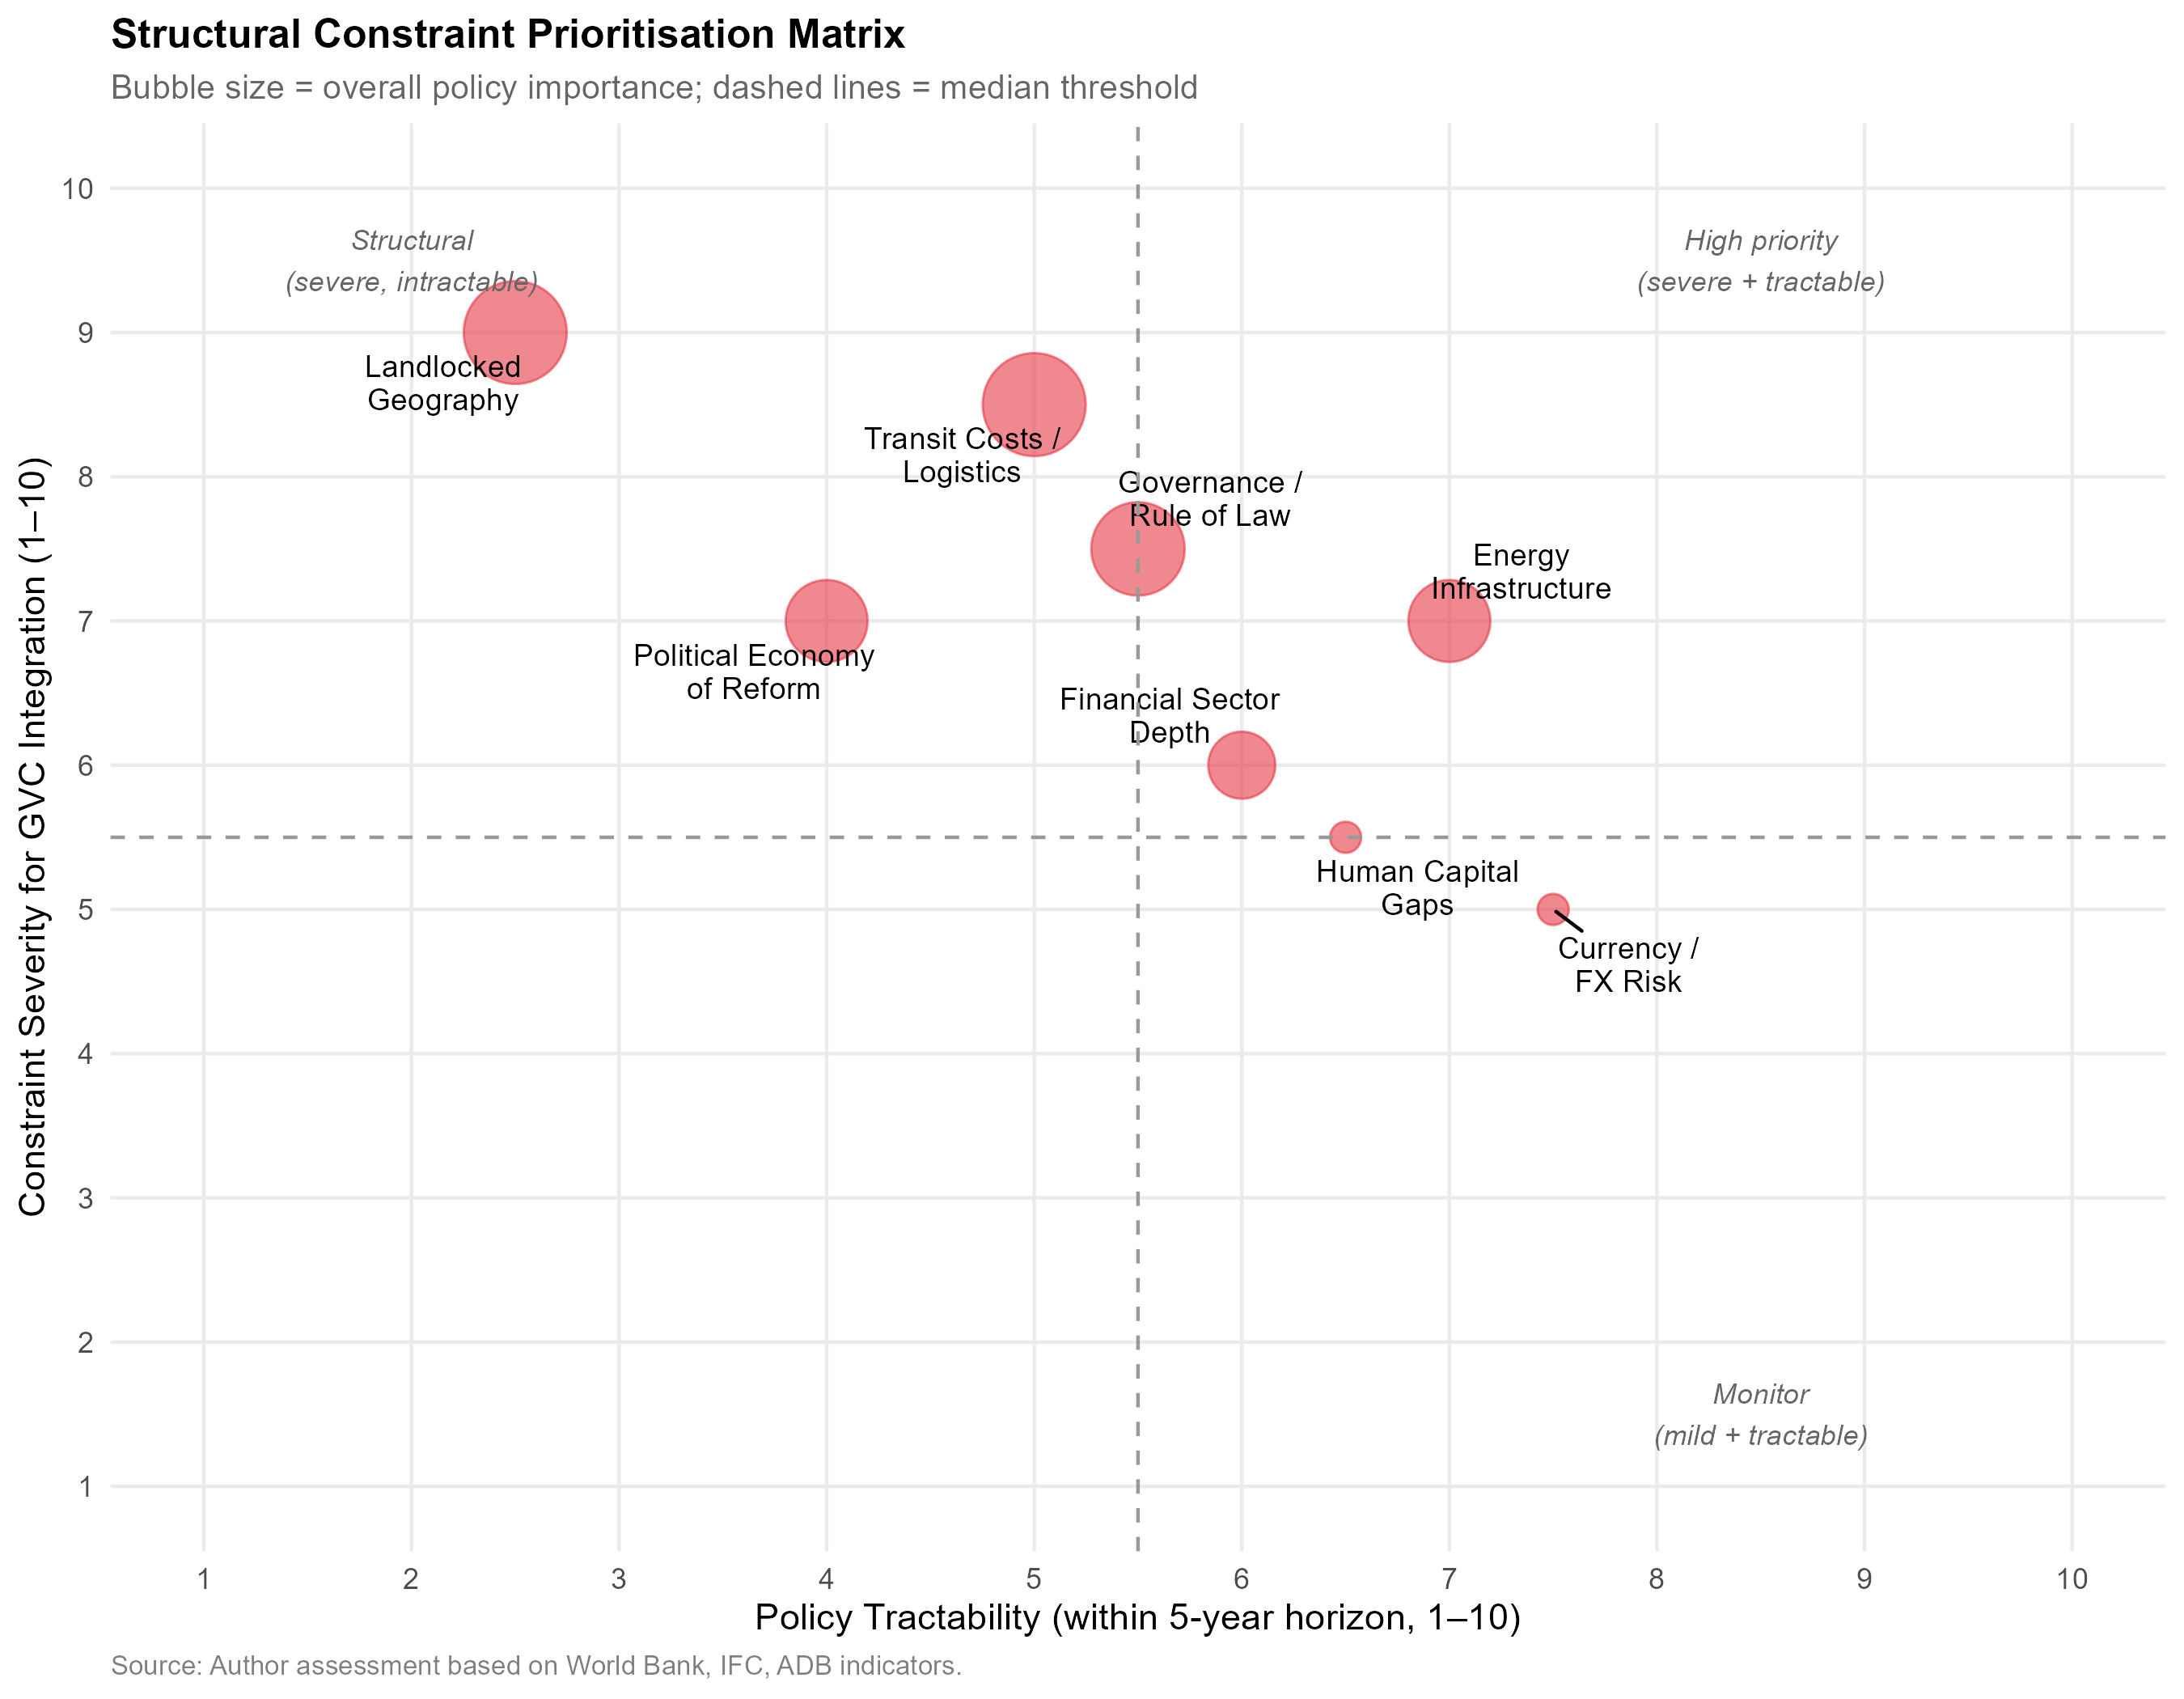 Structural Constraint Prioritisation Matrix
Bubble size = overall policy importance; dashed lines = median threshold
Constraint Severity for GVC Integration (1–10)
10
9
8
7
6
5
4
3
2
1
Structural
(severe, intractable)
High priority
(severe + tractable)
Landlocked
Geography
Transit Costs /
Logistics
Governance /
Rule of Law
Energy
Infrastructure
Political Economy
of Reform
Financial Sector
Depth
Human Capital
Gaps
Currency /
FX Risk
Monitor
(mild + tractable)
1 2 3 4 5 6 7 8 9 10
Policy Tractability (within 5-year horizon, 1–10)
Source: Author assessment based on World Bank, IFC, ADB indicators.